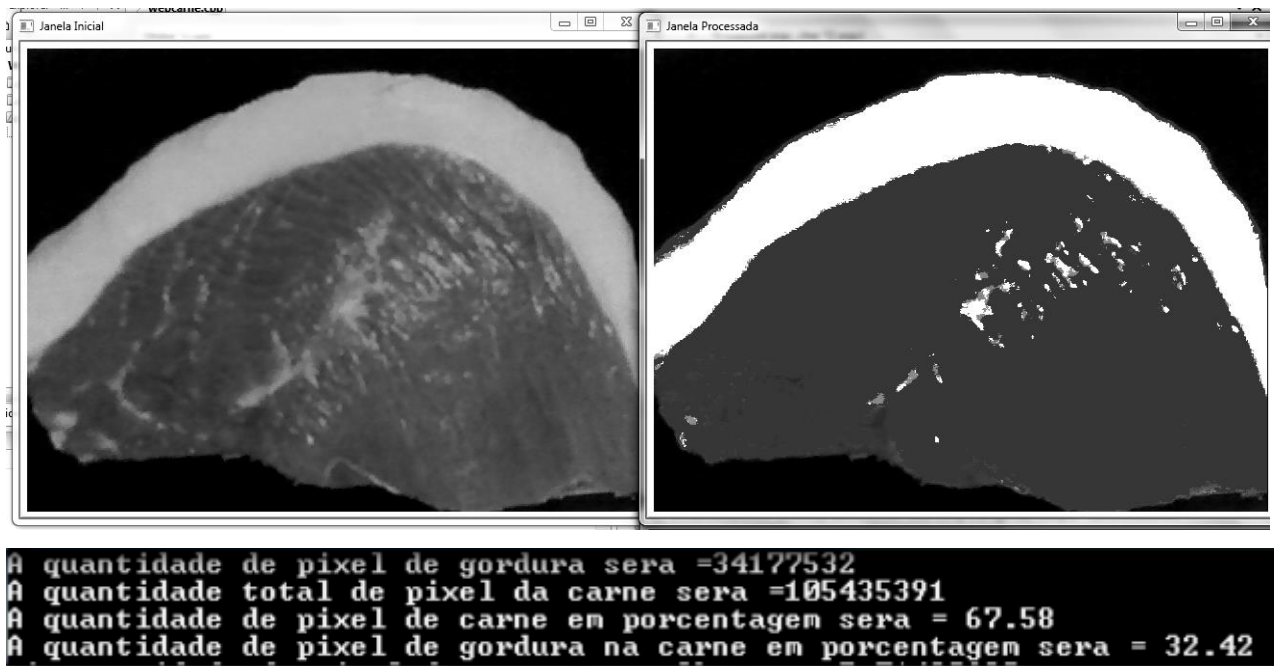 webcarne.cpp
Janela Inicial
Janela Processada
A quantidade de pixel de gordura sera =34177532
A quantidade total de pixel da carne sera =105435391
A quantidade de pixel de carne em porcentagem sera = 67.58
A quantidade de pixel de gordura na carne em porcentagem sera = 32.42